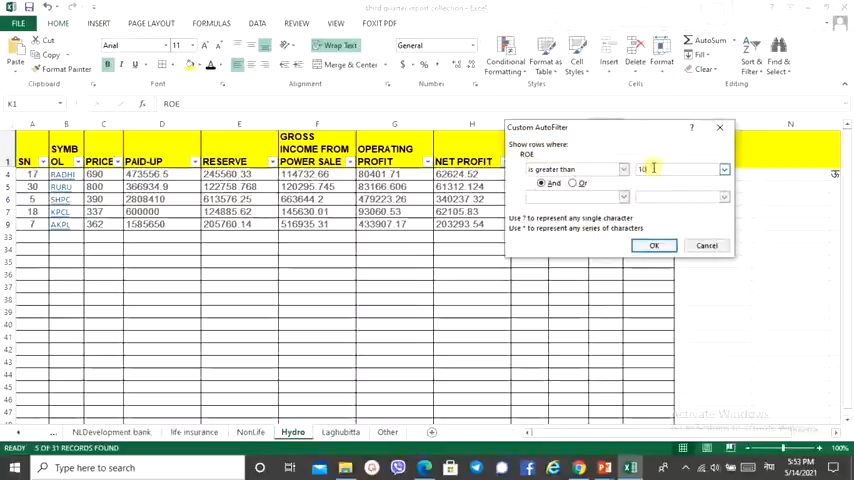 third quarter report collection - Excel
FILE HOME INSERT PAGE LAYOUT FORMULAS DATA REVIEW VIEW FOXIT PDF
Cut
Copy
Format Painter
Paste
Clipboard
Arial 11
B I U
Font
Wrap Text
Merge & Center
Alignment
General
$ % ,
Number
Conditional Formatting
Format as Table
Cell Styles
Styles
Insert Delete Format
Cells
AutoSum
Fill
Clear
Sort & Filter
Find & Select
Editing
K1 ROE
A B C D E F G H N
1 SN SYMBOL PRICE PAID-UP RESERVE GROSS INCOME FROM POWER SALE OPERATING PROFIT NET PROFIT
4 17 RADHI 690 473556.5 245560.33 114732.66 80401.71 62624.52
5 30 RURU 800 366934.9 158766.581 120295.745 83166.606 61312.124
6 5 SHPC 390 2808410 613576.25 663644.2 479223.26 340237.32
7 18 KPCL 337 600000 124885.62 145630.01 93060.53 62105.83
9 7 AKPL 362 1585650 205760.14 516935.31 433907.17 203293.54
33
34
35
36
37
38
39
40
41
42
43
44
45
46
47
Custom AutoFilter
Show rows where:
ROE
is greater than 10
And Or
Use ? to represent any single character
Use * to represent any series of characters
OK Cancel
Activate Windows
... NLDevelopment bank life insurance NonLife Hydro Laghubitta Other
READY 5 OF 31 RECORDS FOUND 100%
Type here to search
5:53 PM
नेपा
5/14/2021